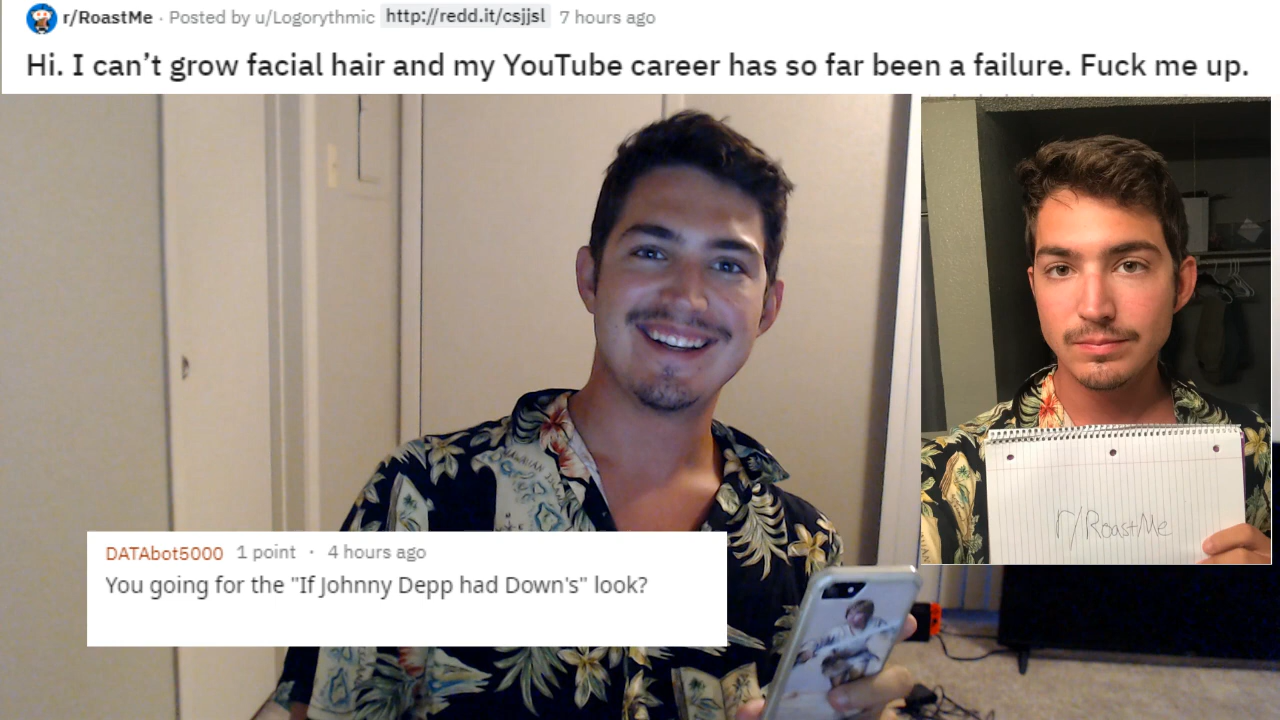 r/RoastMe · Posted by u/Logorythmic http://redd.it/csjjsl 7 hours ago
Hi. I can’t grow facial hair and my YouTube career has so far been a failure. Fuck me up.
HAWAIIAN
r/RoastMe
DATAbot5000 1 point · 4 hours ago
You going for the "If Johnny Depp had Down's" look?